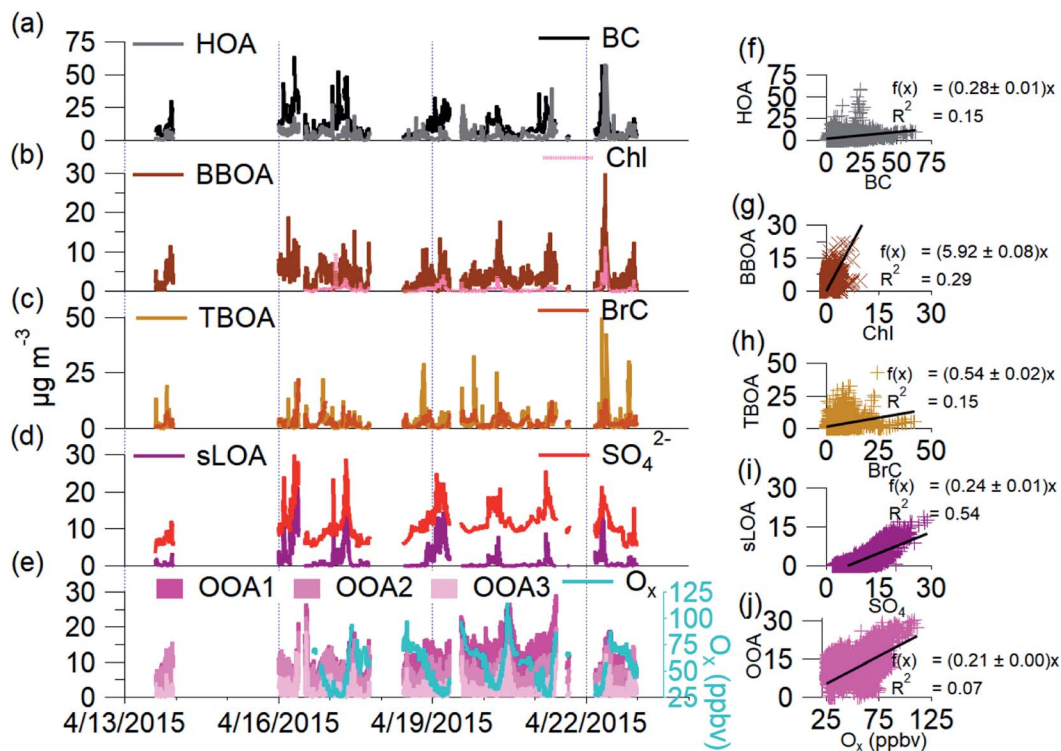 (a)
75
50
25
0
HOA
BC
(b)
30
20
10
0
BBOA
Chl
(c)
50
25
0
TBOA
BrC
µg m⁻³
(d)
30
20
10
0
sLOA
SO₄²⁻
(e)
30
20
10
0
OOA1
OOA2
OOA3
Oₓ
125
100
75
50
25
Oₓ (ppbv)
4/13/2015
4/16/2015
4/19/2015
4/22/2015
(f)
HOA
75
50
25
0
f(x) = (0.28± 0.01)x
R² = 0.15
0 25 50 75
BC
(g)
BBOA
30
15
0
f(x) = (5.92 ± 0.08)x
R² = 0.29
0 15 30
Chl
(h)
TBOA
50
25
0
f(x) = (0.54 ± 0.02)x
R² = 0.15
0 25 50
BrC
(i)
sLOA
30
15
0
f(x) = (0.24 ± 0.01)x
R² = 0.54
0 15 30
SO₄
(j)
OOA
30
20
10
0
f(x) = (0.21 ± 0.00)x
R² = 0.07
25 75 125
Oₓ (ppbv)